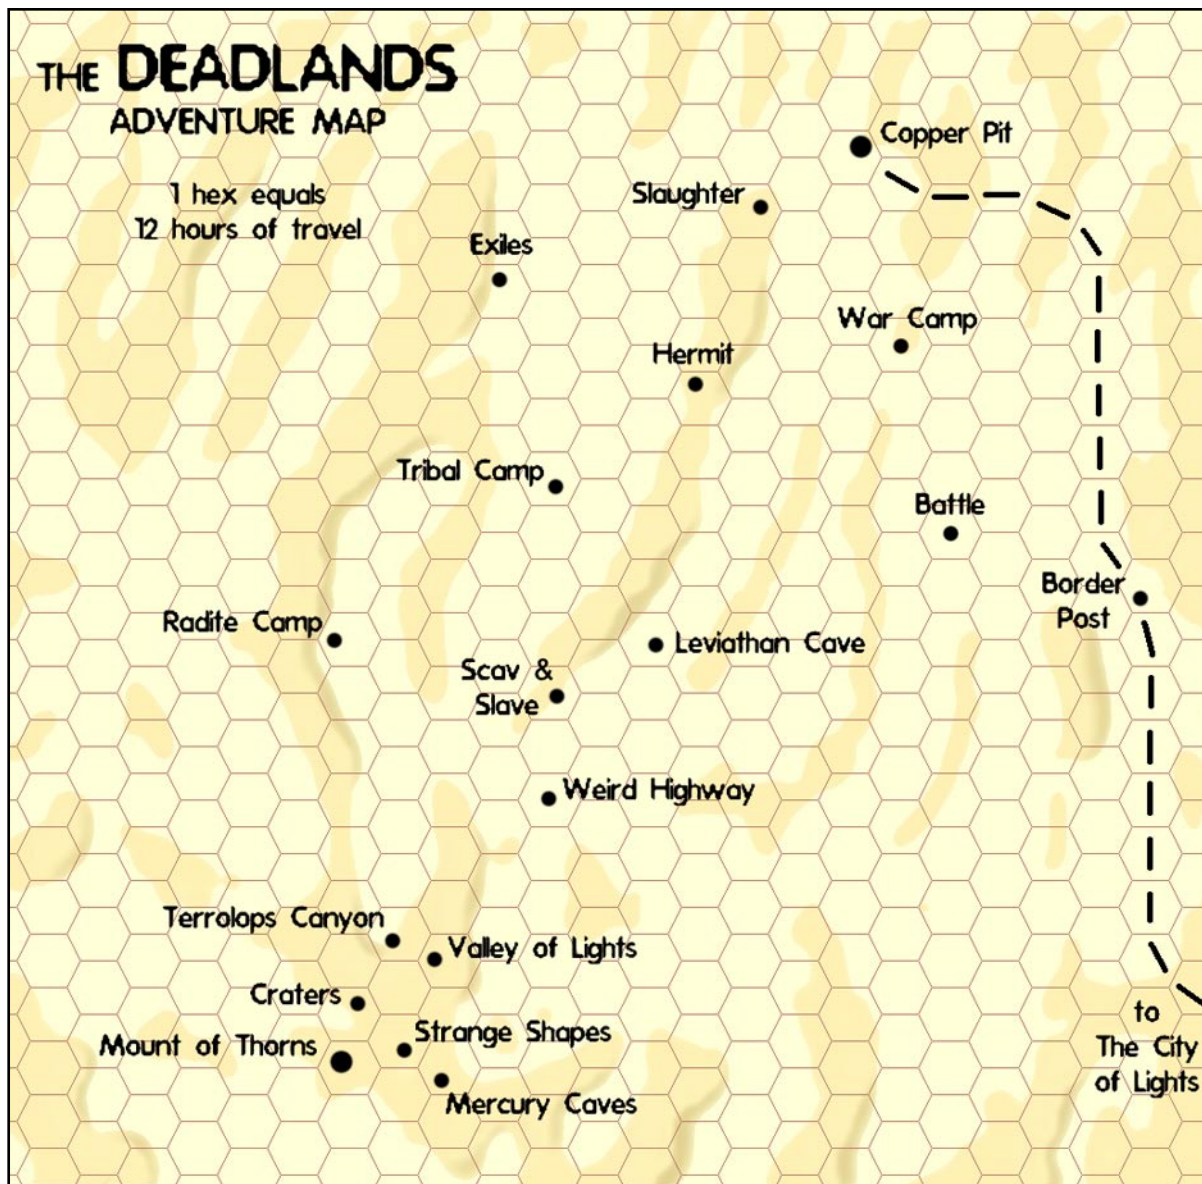 THE DEADLANDS
ADVENTURE MAP
1 hex equals
12 hours of travel
Copper Pit
Slaughter
Exiles
War Camp
Hermit
Tribal Camp
Battle
Border
Post
Radite Camp
Leviathan Cave
Scav &
Slave
Weird Highway
Terrolops Canyon
Valley of Lights
Craters
Strange Shapes
Mount of Thorns
Mercury Caves
to
The City
of Lights